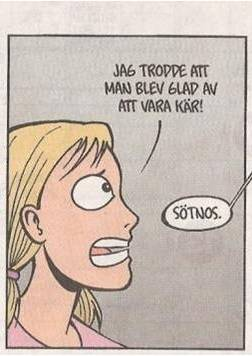 JAG TRODDE ATT
MAN BLEV GLAD AV
ATT VARA KÄR!
SÖTNOS.